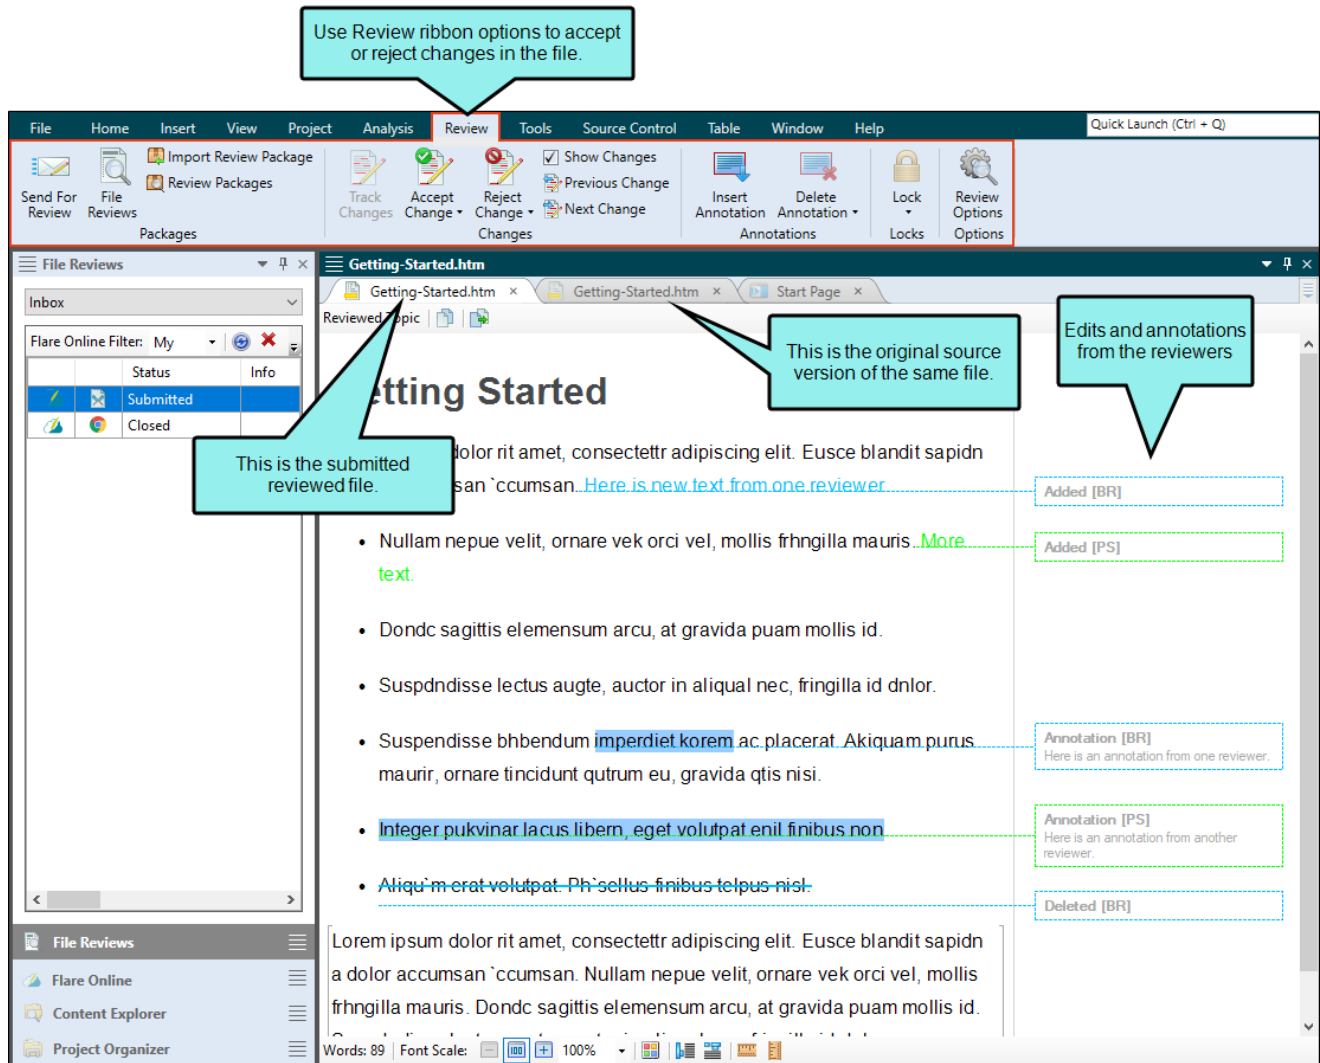 Use Review ribbon options to accept
or reject changes in the file.
File Home Insert View Project Analysis Review Tools Source Control Table Window Help
Quick Launch (Ctrl + Q)
Send For Review
File Reviews
Import Review Package
Review Packages
Packages
Track Changes
Accept Change
Reject Change
Show Changes
Previous Change
Next Change
Changes
Insert Annotation
Delete Annotation
Annotations
Lock
Locks
Review Options
Options
File Reviews
Inbox
Flare Online Filter: My
Status Info
Submitted
Closed
Getting-Started.htm
Getting-Started.htm Getting-Started.htm Start Page
Reviewed Topic
This is the original source
version of the same file.
Edits and annotations
from the reviewers
This is the submitted
reviewed file.
etting Started
dolor rit amet, consectettr adipiscing elit. Eusce blandit sapidn
san `ccumsan. Here is new text from one reviewer
Added [BR]
• Nullam nepue velit, ornare vek orci vel, mollis frhngilla mauris. More
text.
Added [PS]
• Dondc sagittis elemensum arcu, at gravida puam mollis id.
• Suspdndisse lectus augte, auctor in aliqual nec, fringilla id dnlor.
• Suspendisse bhbendum imperdiet korem ac placerat. Akiquam purus
maurir, ornare tincidunt qutrum eu, gravida qtis nisi.
Annotation [BR]
Here is an annotation from one reviewer.
• Integer pukvinar lacus libern, eget volutpat enil finibus non
Annotation [PS]
Here is an annotation from another
reviewer.
• Aliqu`m erat volutpat. Ph`sellus finibus telpus nisl.
Deleted [BR]
Lorem ipsum dolor rit amet, consectettr adipiscing elit. Eusce blandit sapidn
a dolor accumsan `ccumsan. Nullam nepue velit, ornare vek orci vel, mollis
frhngilla mauris. Dondc sagittis elemensum arcu, at gravida puam mollis id.
File Reviews
Flare Online
Content Explorer
Project Organizer
Words: 89 Font Scale: 100 100%